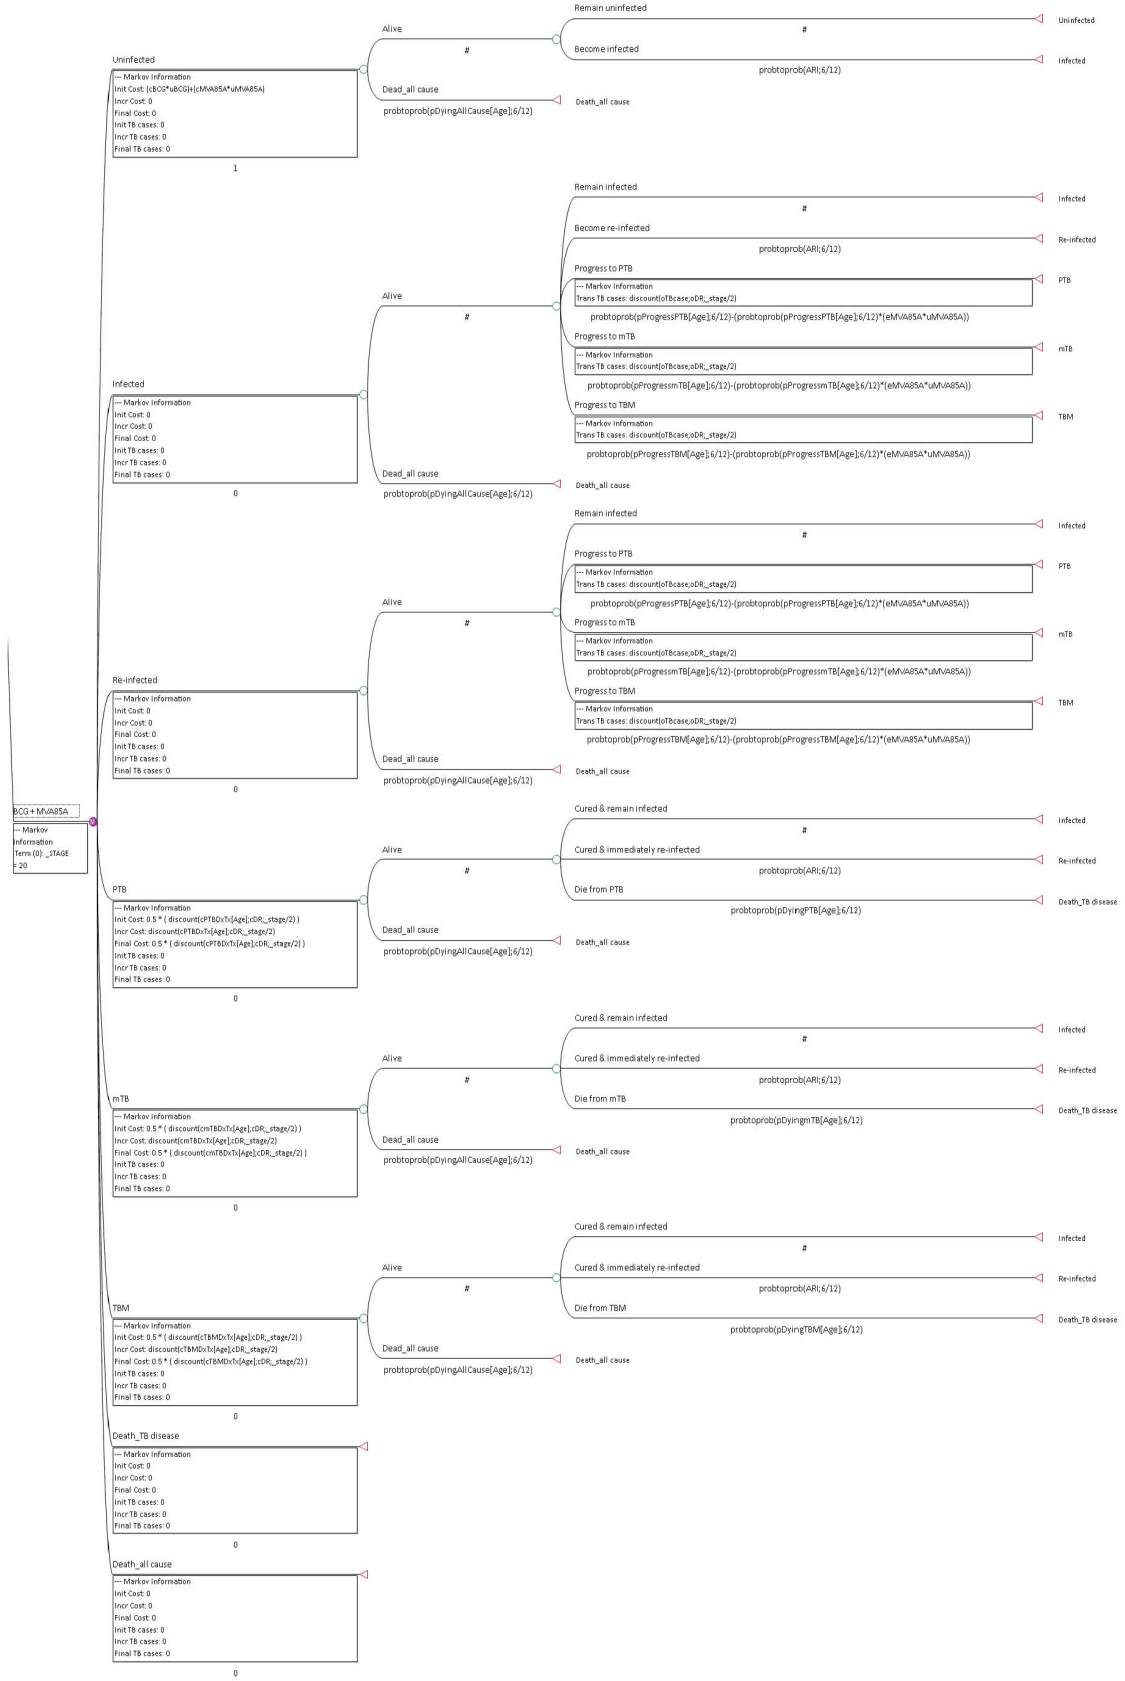 Remain uninfected
Uninfected
#
Alive
#
Become infected
Infected
probtoprob(ARI;6/12)
Uninfected
--- Markov Information
Init Cost: (cBCG*uBCG)+(cMVA85A*uMVA85A)
Incr Cost: 0
Final Cost: 0
Init TB cases: 0
Incr TB cases: 0
Final TB cases: 0
1
Dead_all cause
Death_all cause
probtoprob(pDyingAllCause[Age];6/12)
Remain infected
Infected
#
Become re-infected
Re-infected
probtoprob(ARI;6/12)
Progress to PTB
PTB
--- Markov Information
Trans TB cases: discount(oTBcase;oDR;_stage/2)
probtoprob(pProgressPTB[Age];6/12)-(probtoprob(pProgressPTB[Age];6/12)*(eMVA85A*uMVA85A))
Alive
#
Progress to mTB
mTB
--- Markov Information
Trans TB cases: discount(oTBcase;oDR;_stage/2)
probtoprob(pProgressmTB[Age];6/12)-(probtoprob(pProgressmTB[Age];6/12)*(eMVA85A*uMVA85A))
Progress to TBM
TBM
--- Markov Information
Trans TB cases: discount(oTBcase;oDR;_stage/2)
probtoprob(pProgressTBM[Age];6/12)-(probtoprob(pProgressTBM[Age];6/12)*(eMVA85A*uMVA85A))
Infected
--- Markov Information
Init Cost: 0
Incr Cost: 0
Final Cost: 0
Init TB cases: 0
Incr TB cases: 0
Final TB cases: 0
0
Dead_all cause
Death_all cause
probtoprob(pDyingAllCause[Age];6/12)
Remain infected
Infected
#
Progress to PTB
PTB
--- Markov Information
Trans TB cases: discount(oTBcase;oDR;_stage/2)
probtoprob(pProgressPTB[Age];6/12)-(probtoprob(pProgressPTB[Age];6/12)*(eMVA85A*uMVA85A))
Alive
#
Progress to mTB
mTB
--- Markov Information
Trans TB cases: discount(oTBcase;oDR;_stage/2)
probtoprob(pProgressmTB[Age];6/12)-(probtoprob(pProgressmTB[Age];6/12)*(eMVA85A*uMVA85A))
Progress to TBM
TBM
--- Markov Information
Trans TB cases: discount(oTBcase;oDR;_stage/2)
probtoprob(pProgressTBM[Age];6/12)-(probtoprob(pProgressTBM[Age];6/12)*(eMVA85A*uMVA85A))
Re-infected
--- Markov Information
Init Cost: 0
Incr Cost: 0
Final Cost: 0
Init TB cases: 0
Incr TB cases: 0
Final TB cases: 0
0
Dead_all cause
Death_all cause
probtoprob(pDyingAllCause[Age];6/12)
BCG + MVA85A
M
--- Markov
Information
Term (0): _STAGE
= 20
Cured & remain infected
Infected
#
Alive
#
Cured & immediately re-infected
Re-infected
probtoprob(ARI;6/12)
Die from PTB
Death_TB disease
probtoprob(pDyingPTB[Age];6/12)
PTB
--- Markov Information
Init Cost: 0.5 * ( discount(cPTBDxTx[Age];cDR;_stage/2) )
Incr Cost: discount(cPTBDxTx[Age];cDR;_stage/2)
Final Cost: 0.5 * ( discount(cPTBDxTx[Age];cDR;_stage/2) )
Init TB cases: 0
Incr TB cases: 0
Final TB cases: 0
0
Dead_all cause
Death_all cause
probtoprob(pDyingAllCause[Age];6/12)
Cured & remain infected
Infected
#
Alive
#
Cured & immediately re-infected
Re-infected
probtoprob(ARI;6/12)
Die from mTB
Death_TB disease
probtoprob(pDyingmTB[Age];6/12)
mTB
--- Markov Information
Init Cost: 0.5 * ( discount(cmTBDxTx[Age];cDR;_stage/2) )
Incr Cost: discount(cmTBDxTx[Age];cDR;_stage/2)
Final Cost: 0.5 * ( discount(cmTBDxTx[Age];cDR;_stage/2) )
Init TB cases: 0
Incr TB cases: 0
Final TB cases: 0
0
Dead_all cause
Death_all cause
probtoprob(pDyingAllCause[Age];6/12)
Cured & remain infected
Infected
#
Alive
#
Cured & immediately re-infected
Re-infected
probtoprob(ARI;6/12)
Die from TBM
Death_TB disease
probtoprob(pDyingTBM[Age];6/12)
TBM
--- Markov Information
Init Cost: 0.5 * ( discount(cTBMDxTx[Age];cDR;_stage/2) )
Incr Cost: discount(cTBMDxTx[Age];cDR;_stage/2)
Final Cost: 0.5 * ( discount(cTBMDxTx[Age];cDR;_stage/2) )
Init TB cases: 0
Incr TB cases: 0
Final TB cases: 0
0
Dead_all cause
Death_all cause
probtoprob(pDyingAllCause[Age];6/12)
Death_TB disease
--- Markov Information
Init Cost: 0
Incr Cost: 0
Final Cost: 0
Init TB cases: 0
Incr TB cases: 0
Final TB cases: 0
0
Death_all cause
--- Markov Information
Init Cost: 0
Incr Cost: 0
Final Cost: 0
Init TB cases: 0
Incr TB cases: 0
Final TB cases: 0
0